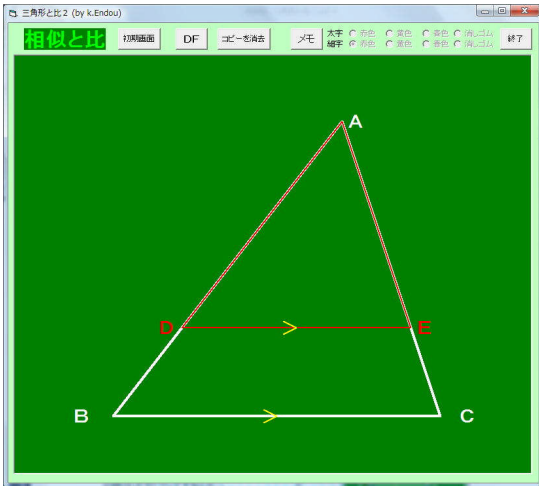 三角形と比２ (by k.Endou)
相似と比 初期画面 DF コピーを消去 メモ 太字 赤色 黄色 青色 消しゴム 終了
細字 赤色 黄色 青色 消しゴム
A
D E
B C